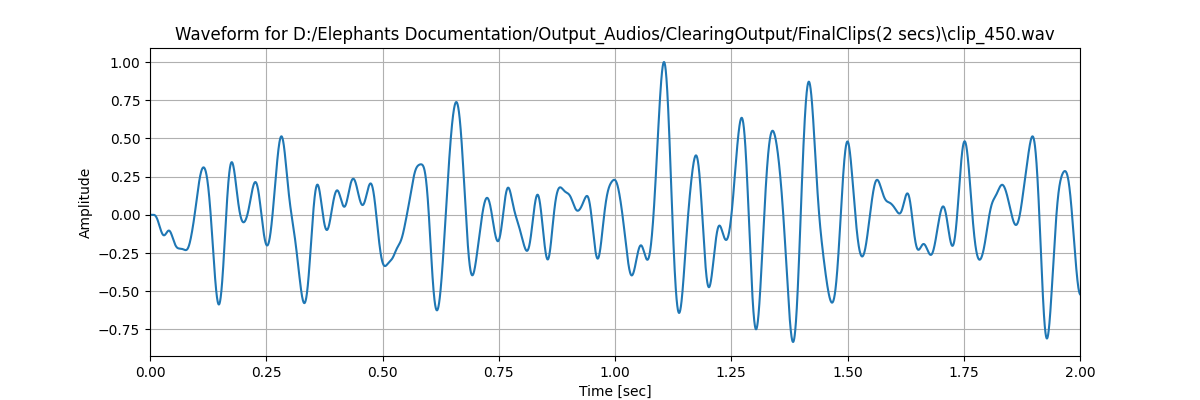 Waveform for D:/Elephants Documentation/Output_Audios/ClearingOutput/FinalClips(2 secs)\clip_450.wav
1.00
0.75
0.50
0.25
0.00
−0.25
−0.50
−0.75
Amplitude
0.00 0.25 0.50 0.75 1.00 1.25 1.50 1.75 2.00
Time [sec]